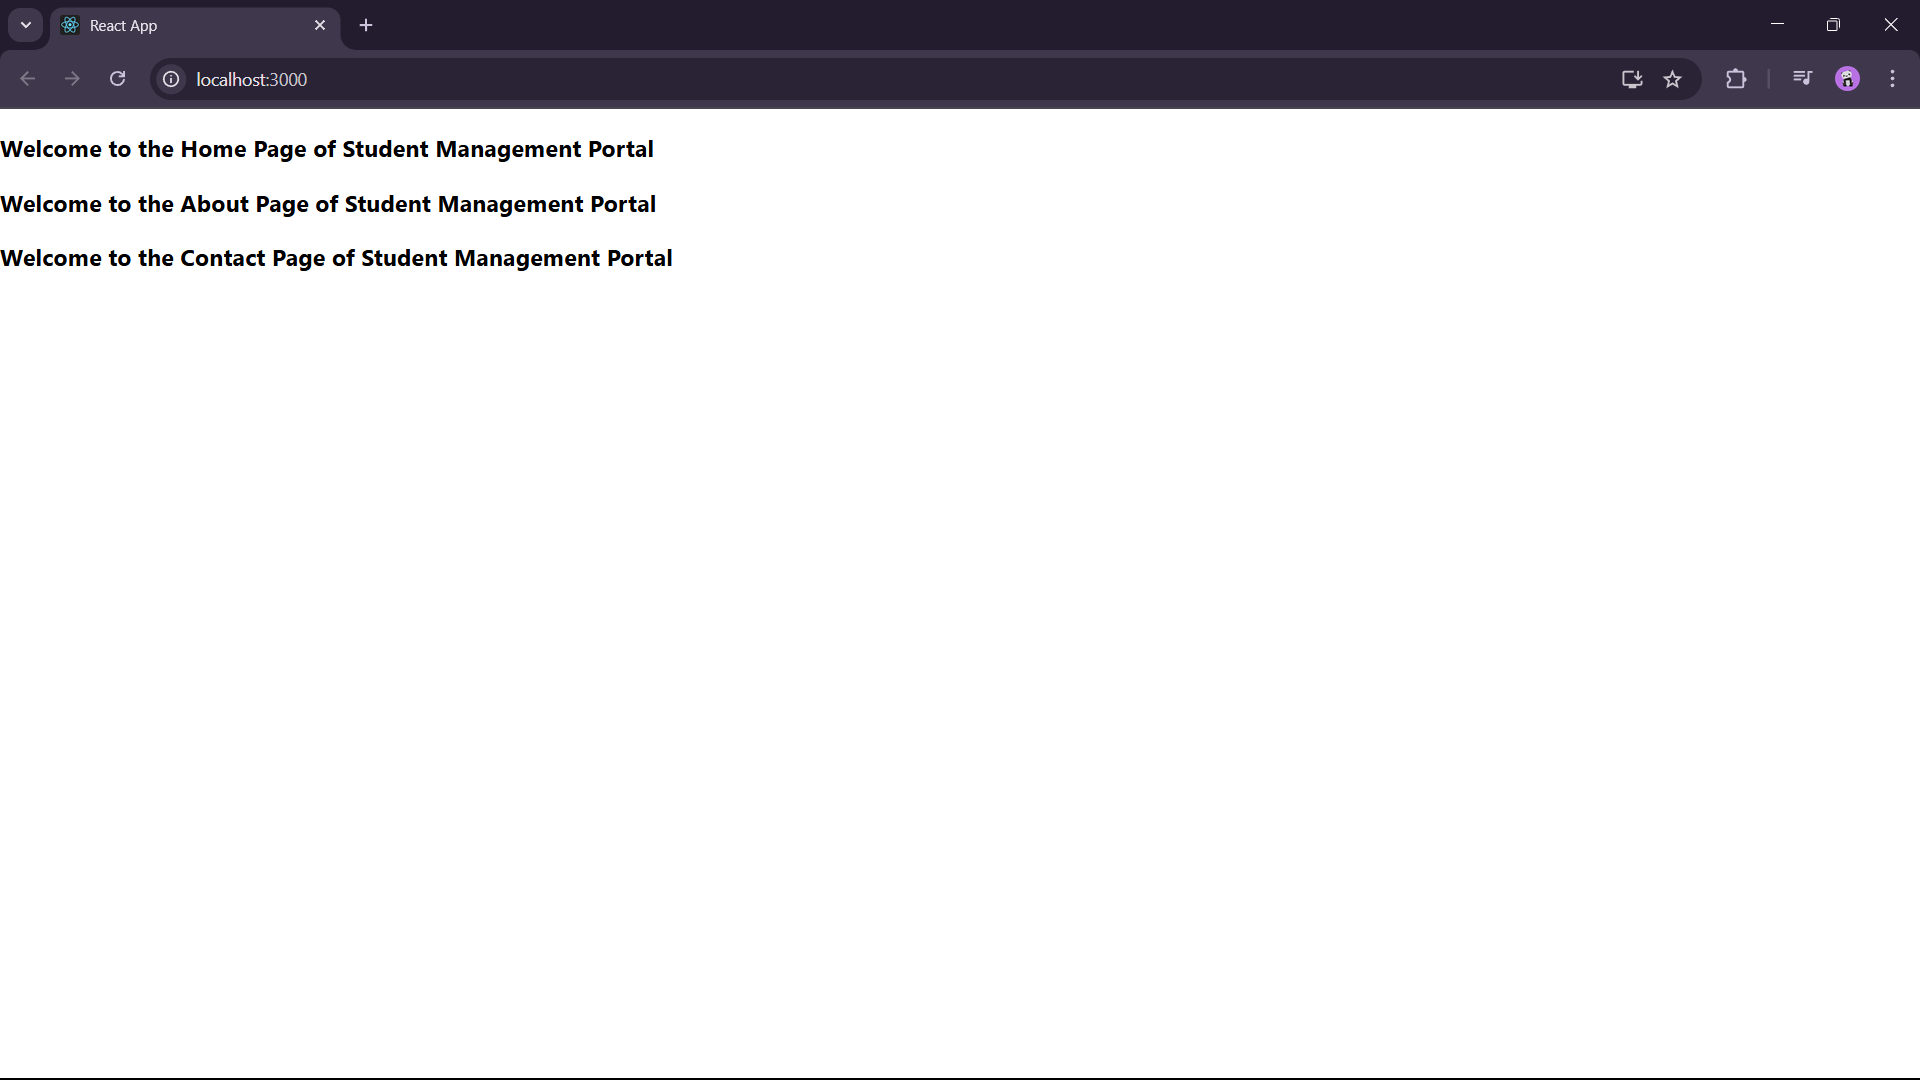 React App
localhost:3000
Welcome to the Home Page of Student Management Portal
Welcome to the About Page of Student Management Portal
Welcome to the Contact Page of Student Management Portal